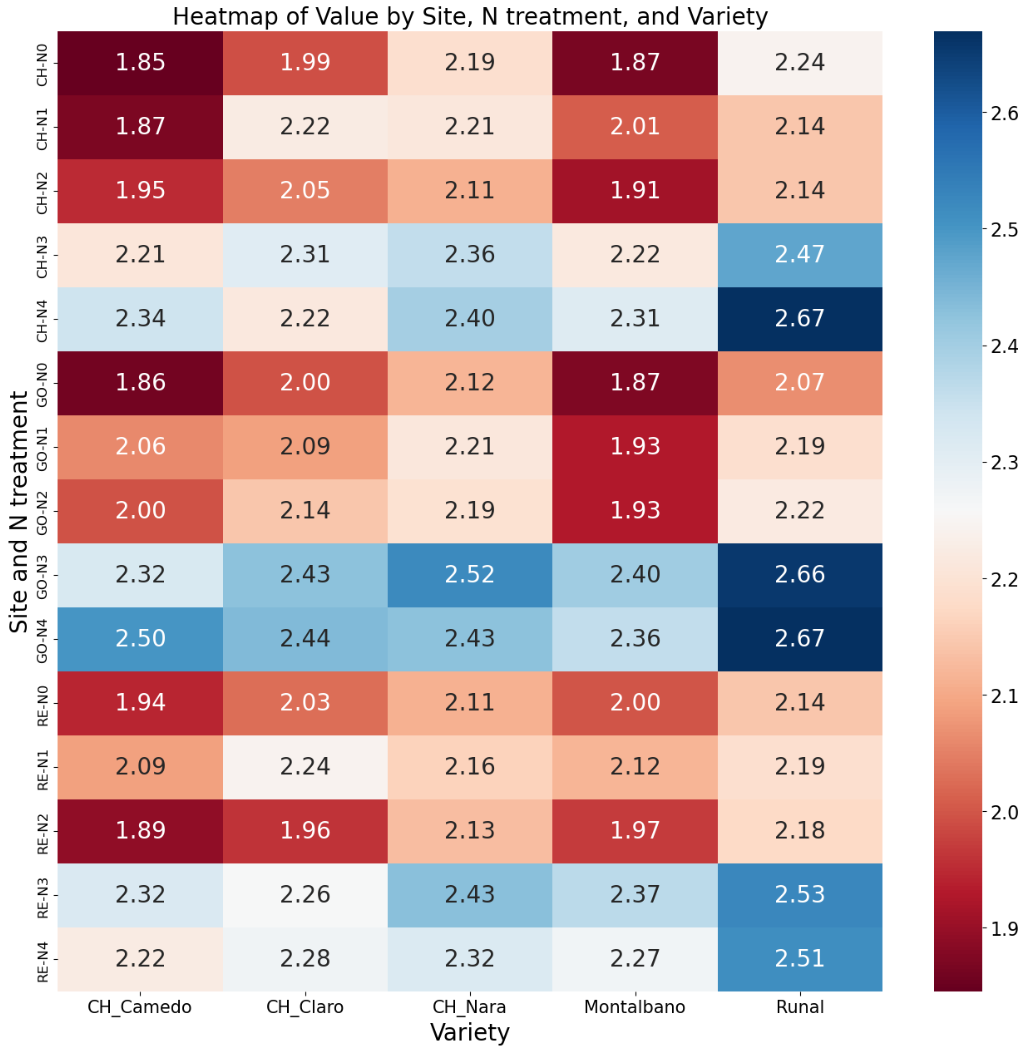 Heatmap of Value by Site, N treatment, and Variety
CH-N0 1.85 1.99 2.19 1.87 2.24
CH-N1 1.87 2.22 2.21 2.01 2.14
CH-N2 1.95 2.05 2.11 1.91 2.14
CH-N3 2.21 2.31 2.36 2.22 2.47
CH-N4 2.34 2.22 2.40 2.31 2.67
GO-N0 1.86 2.00 2.12 1.87 2.07
GO-N1 2.06 2.09 2.21 1.93 2.19
GO-N2 2.00 2.14 2.19 1.93 2.22
GO-N3 2.32 2.43 2.52 2.40 2.66
GO-N4 2.50 2.44 2.43 2.36 2.67
RE-N0 1.94 2.03 2.11 2.00 2.14
RE-N1 2.09 2.24 2.16 2.12 2.19
RE-N2 1.89 1.96 2.13 1.97 2.18
RE-N3 2.32 2.26 2.43 2.37 2.53
RE-N4 2.22 2.28 2.32 2.27 2.51
CH_Camedo CH_Claro CH_Nara Montalbano Runal
Variety
Site and N treatment
2.6
2.5
2.4
2.3
2.2
2.1
2.0
1.9